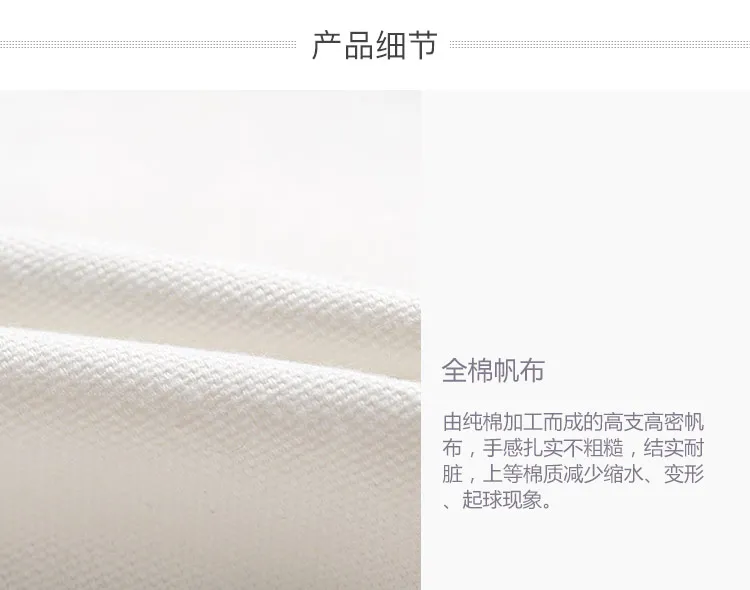 产品细节
全棉帆布
由纯棉加工而成的高支高密帆
布，手感扎实不粗糙，结实耐
脏，上等棉质减少缩水、变形
、起球现象。